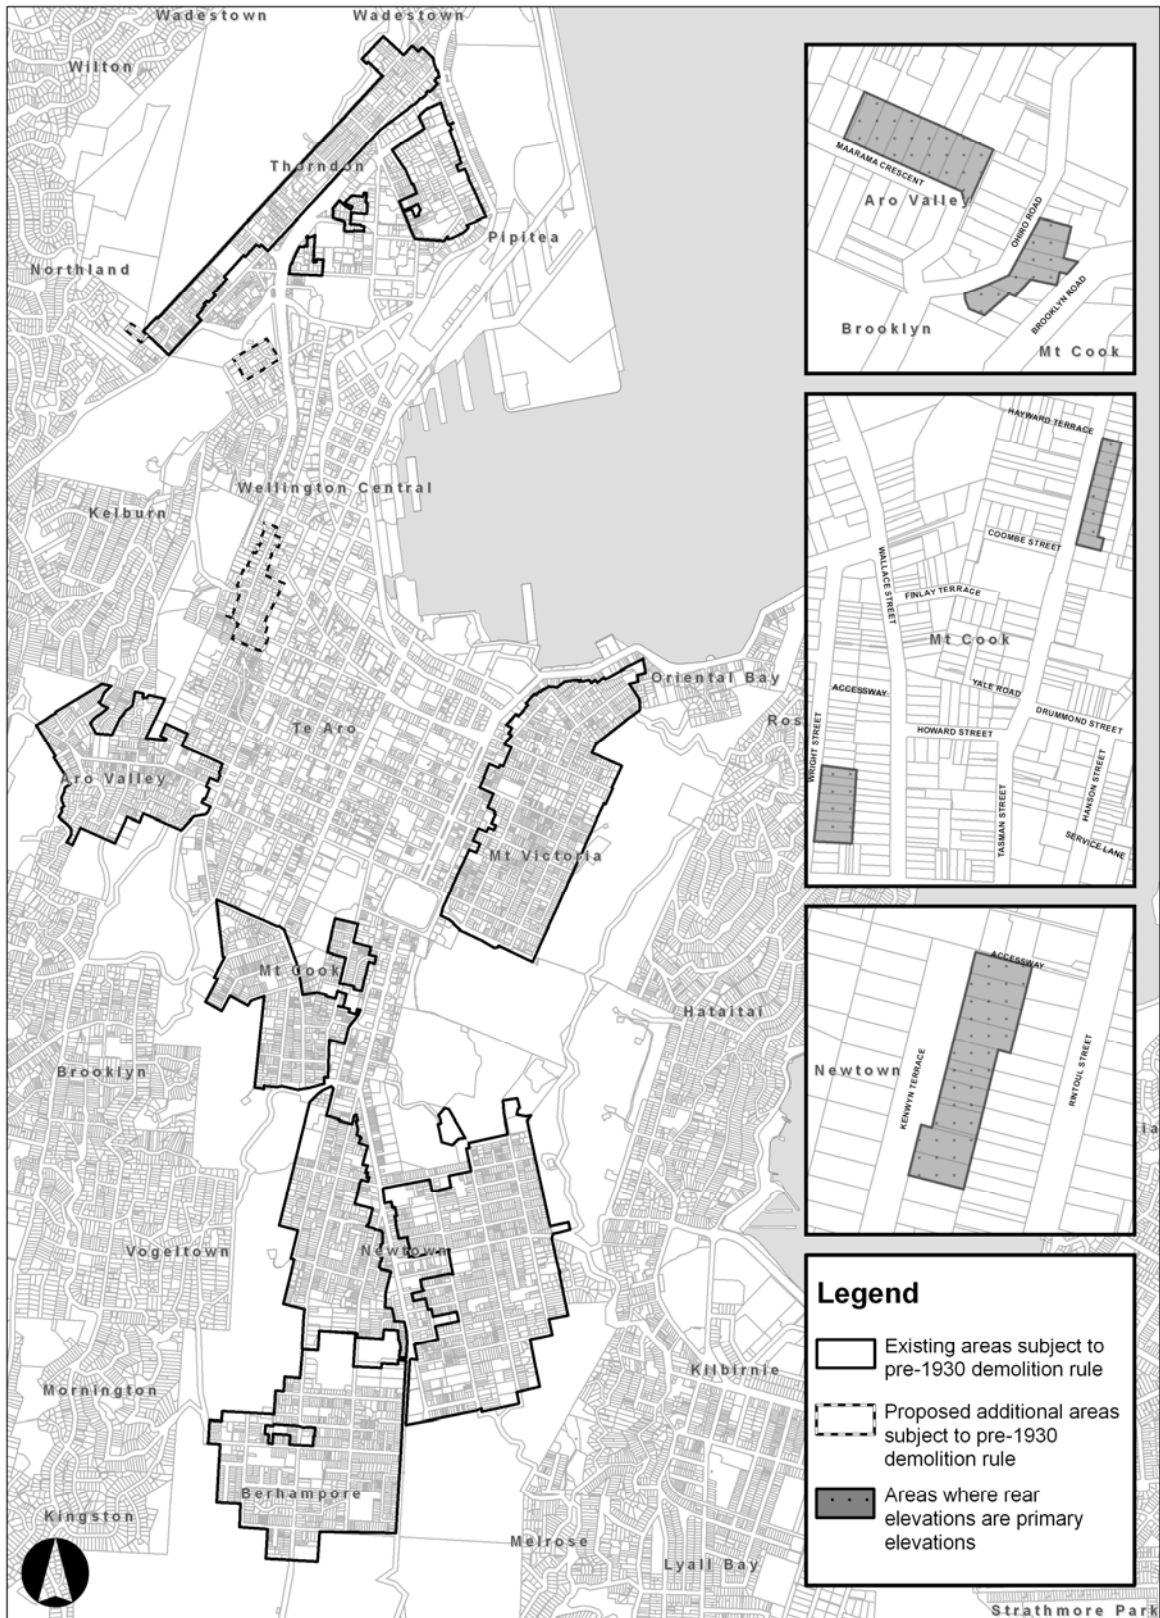 Wadestown
Wadestown
Wilton
Thorndon
Pipitea
Northland
Wellington Central
Kelburn
Oriental Bay
Ros
Te Aro
Aro Valley
Mt Victoria
Mt Cook
Hataitai
Brooklyn
Vogeltown
Newtown
Kilbirnie
Mornington
Berhampore
Kingston
Melrose
Lyall Bay
Strathmore Park
ia
MAARAMA CRESCENT
Aro Valley
OHIRO ROAD
BROOKLYN ROAD
Brooklyn
Mt Cook
HAYWARD TERRACE
COOMBE STREET
WALLACE STREET
FINLAY TERRACE
Mt Cook
ACCESSWAY
YALE ROAD
DRUMMOND STREET
WRIGHT STREET
HOWARD STREET
HANSON STREET
TASMAN STREET
SERVICE LANE
ACCESSWAY
Newtown
KENWYN TERRACE
RINTOUL STREET
Legend
Existing areas subject to
pre-1930 demolition rule
Proposed additional areas
subject to pre-1930
demolition rule
Areas where rear
elevations are primary
elevations